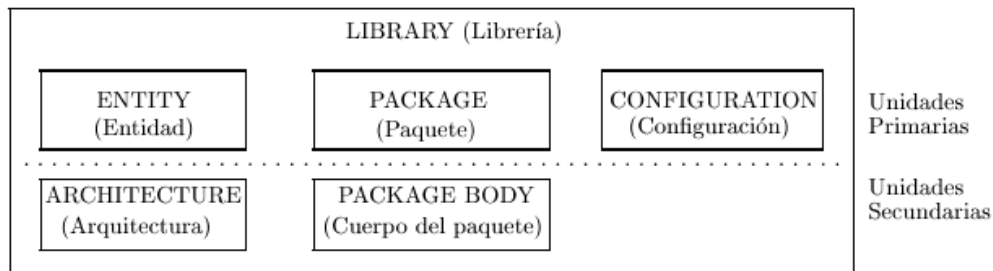 LIBRARY (Librería)
ENTITY
(Entidad)
PACKAGE
(Paquete)
CONFIGURATION
(Configuración)
Unidades
Primarias
ARCHITECTURE
(Arquitectura)
PACKAGE BODY
(Cuerpo del paquete)
Unidades
Secundarias